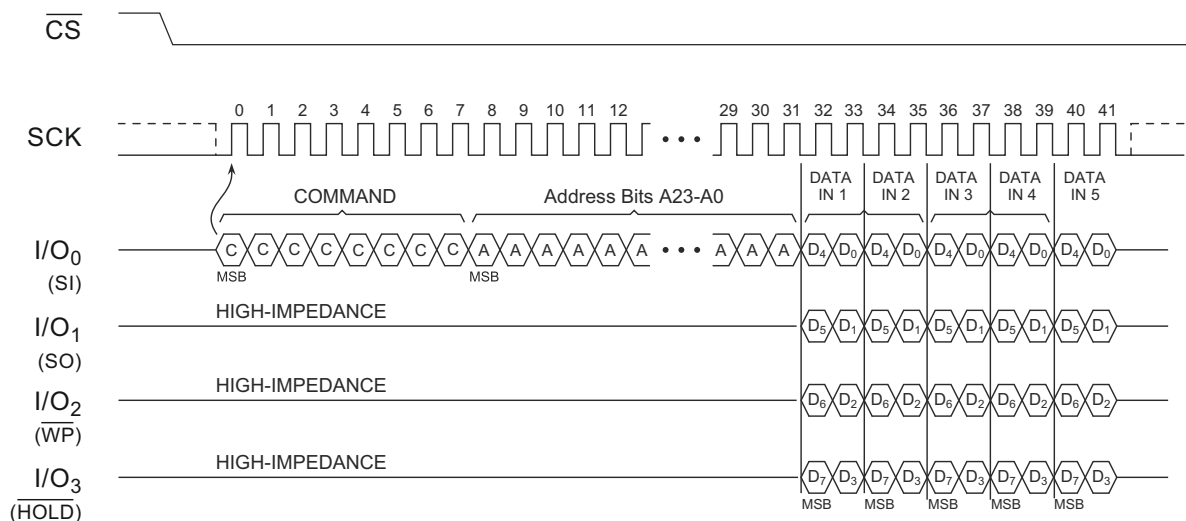 CS
0 1 2 3 4 5 6 7 8 9 10 11 12 29 30 31 32 33 34 35 36 37 38 39 40 41
SCK
DATA IN 1 DATA IN 2 DATA IN 3 DATA IN 4 DATA IN 5
COMMAND Address Bits A23-A0
I/O0 C C C C C C C C A A A A A A A A A D4 D0 D4 D0 D4 D0 D4 D0 D4 D0
(SI) MSB MSB
HIGH-IMPEDANCE
I/O1 D5 D1 D5 D1 D5 D1 D5 D1 D5 D1
(SO)
HIGH-IMPEDANCE
I/O2 D6 D2 D6 D2 D6 D2 D6 D2 D6 D2
(WP)
HIGH-IMPEDANCE
I/O3 D7 D3 D7 D3 D7 D3 D7 D3 D7 D3
(HOLD) MSB MSB MSB MSB MSB